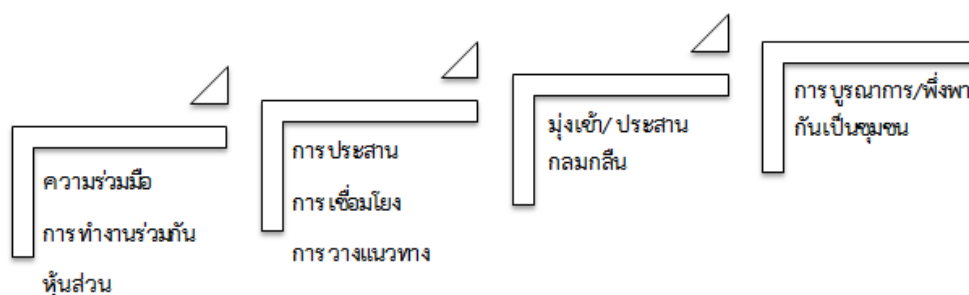 ความร่วมมือ
การทำงานร่วมกัน
หุ้นส่วน
การประสาน
การเชื่อมโยง
การวางแนวทาง
มุ่งเข้า/ประสาน
กลมกลืน
การบูรณาการ/พึ่งพา
กันเป็นชุมชน